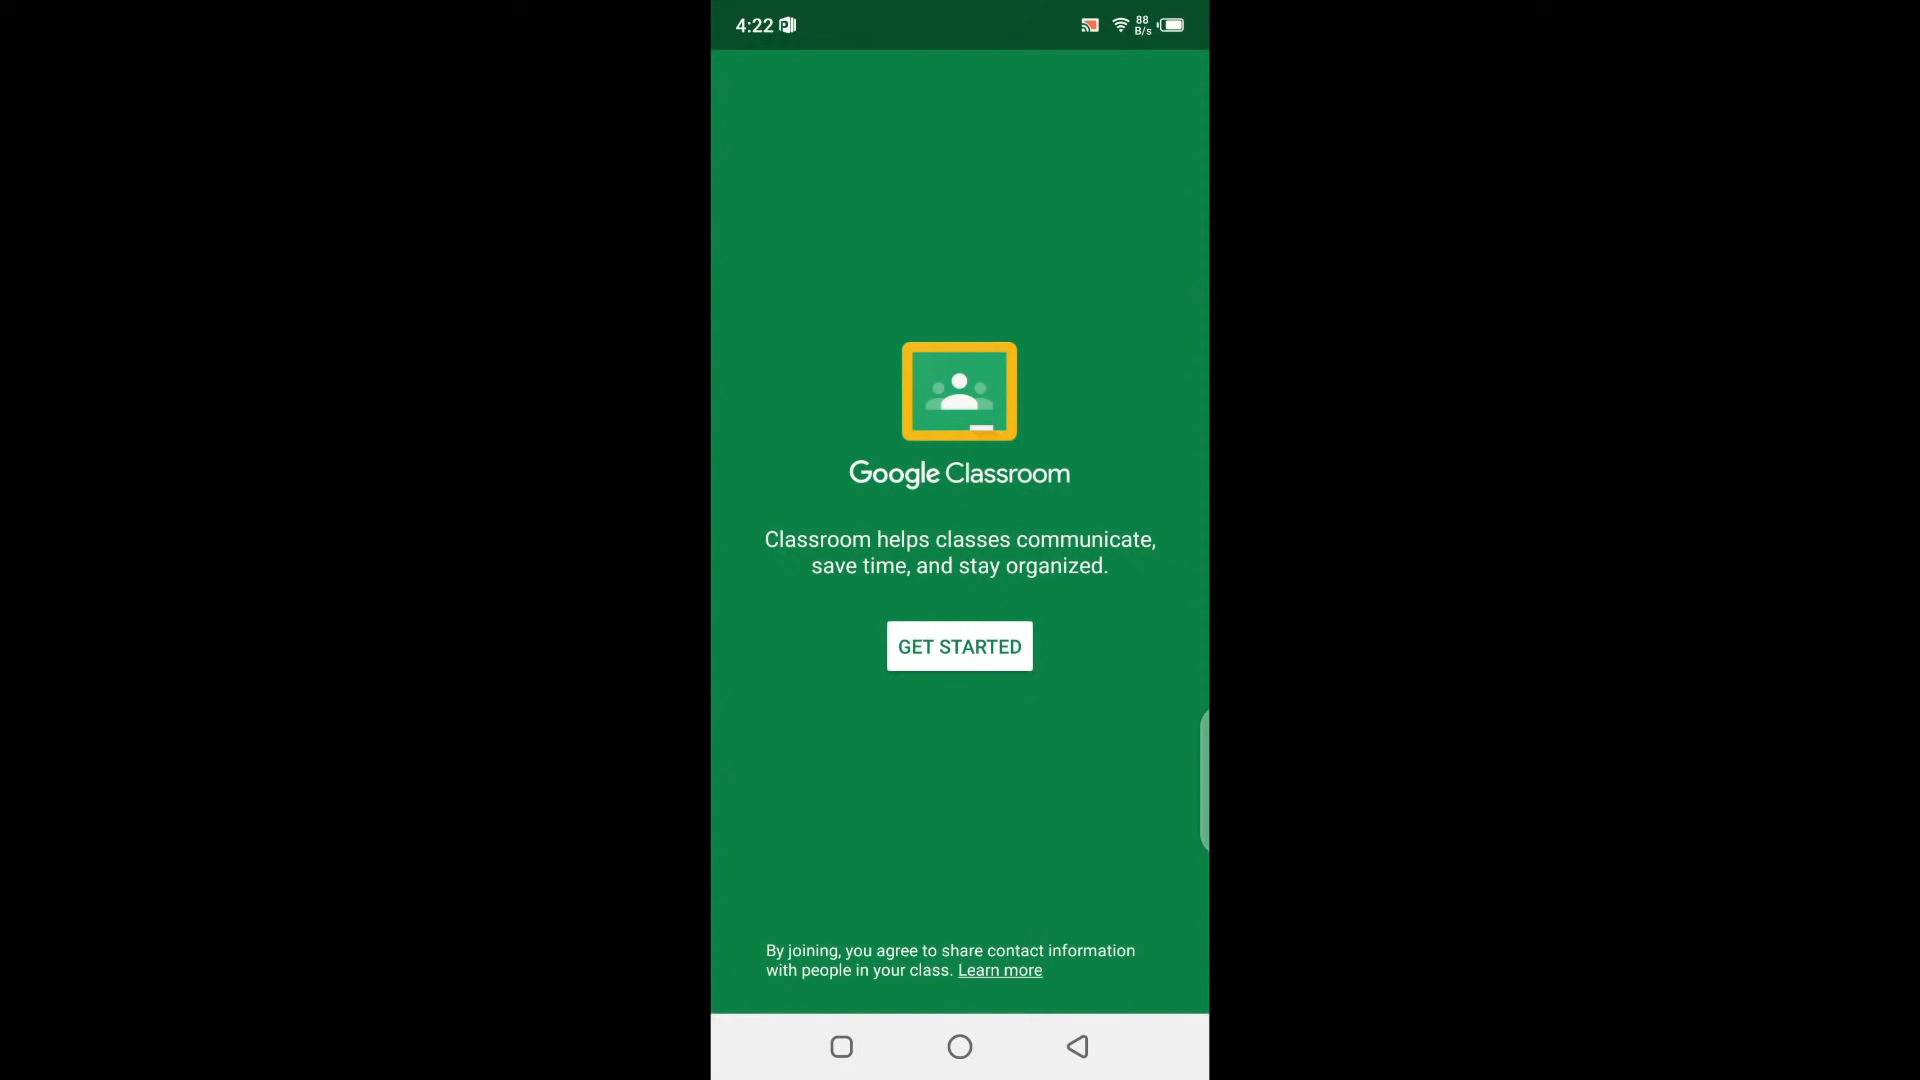 4:22
88
B/s
Google Classroom
Classroom helps classes communicate,
save time, and stay organized.
GET STARTED
By joining, you agree to share contact information
with people in your class. Learn more